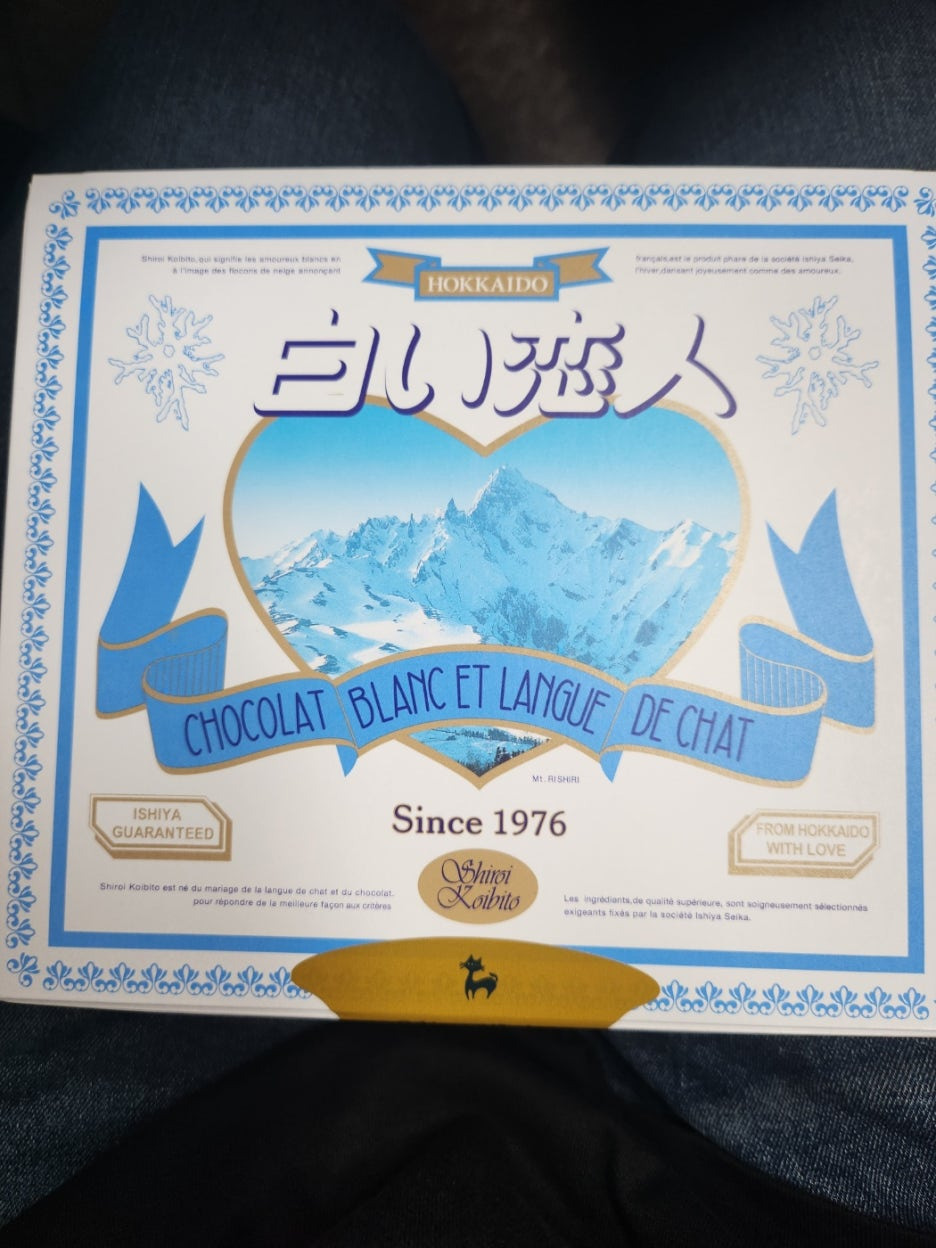 Shiroi Koibito,qui signifie les amoureux blancs en
à l'image des flocons de neige annonçant
HOKKAIDO
français,est le produit phare de la société Ishiya Seika,
l'hiver,dansant joyeusement comme des amoureux.
白い恋人
CHOCOLAT BLANC ET LANGUE DE CHAT
Mt. RISHIRI
ISHIYA
GUARANTEED
Since 1976
FROM HOKKAIDO
WITH LOVE
Shiroi
Koibito
Shiroi Koibito est né du mariage de la langue de chat et du chocolat.
pour répondre de la meilleure façon aux critères
Les ingrédients,de qualité supérieure, sont soigneusement sélectionnés
exigeants fixés par la société Ishiya Seika.